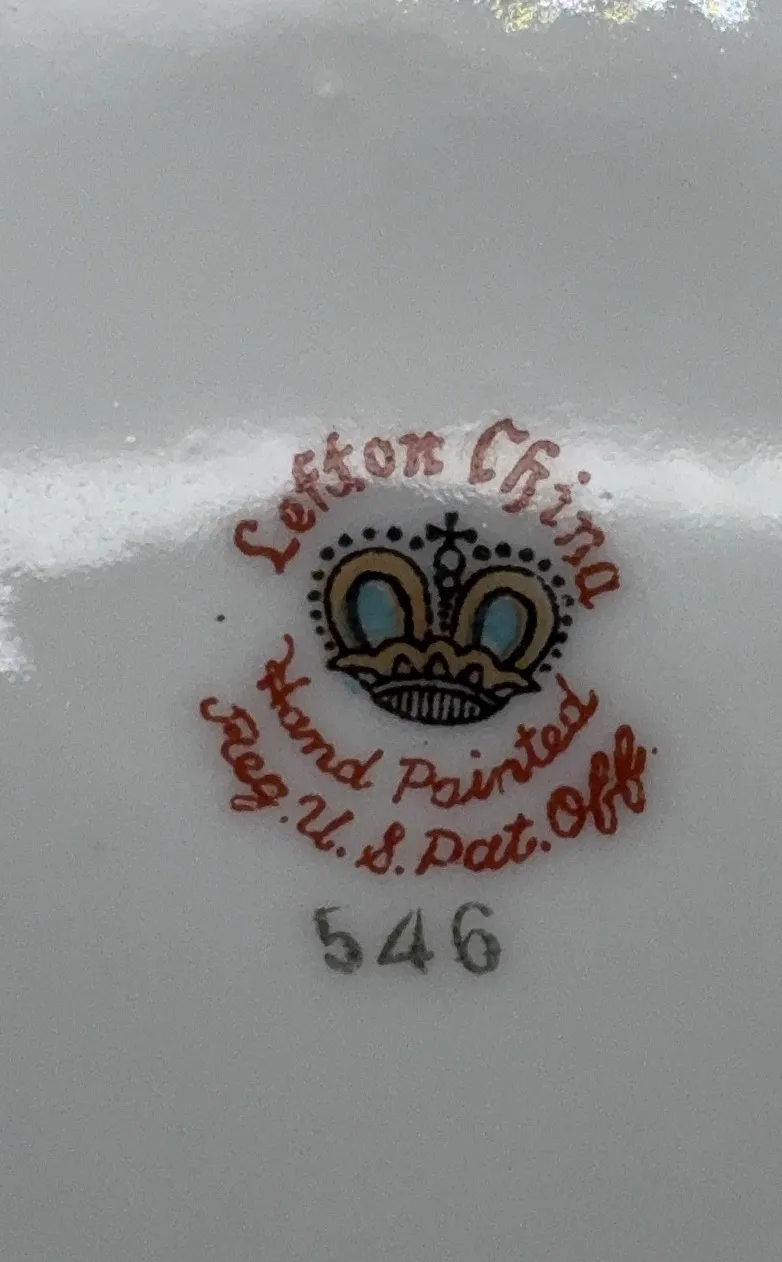 Lefton China
Hand Painted
Reg. U. S. Pat. Off.
546